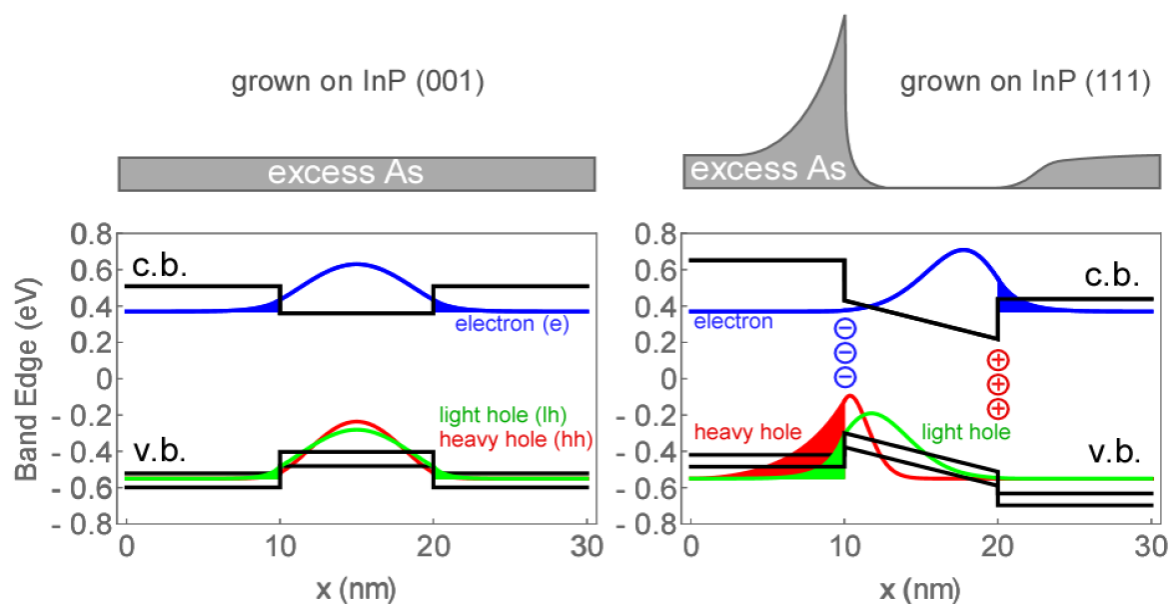 grown on InP (001)
excess As
grown on InP (111)
excess As
Band Edge (eV)
0.8
0.6
0.4
0.2
0
- 0.2
- 0.4
- 0.6
- 0.8
c.b.
electron (e)
light hole (lh)
heavy hole (hh)
v.b.
0 10 20 30
x (nm)
0.8
0.6
0.4
0.2
0
- 0.2
- 0.4
- 0.6
- 0.8
c.b.
electron
− − −
+ + +
heavy hole
light hole
v.b.
0 10 20 30
x (nm)